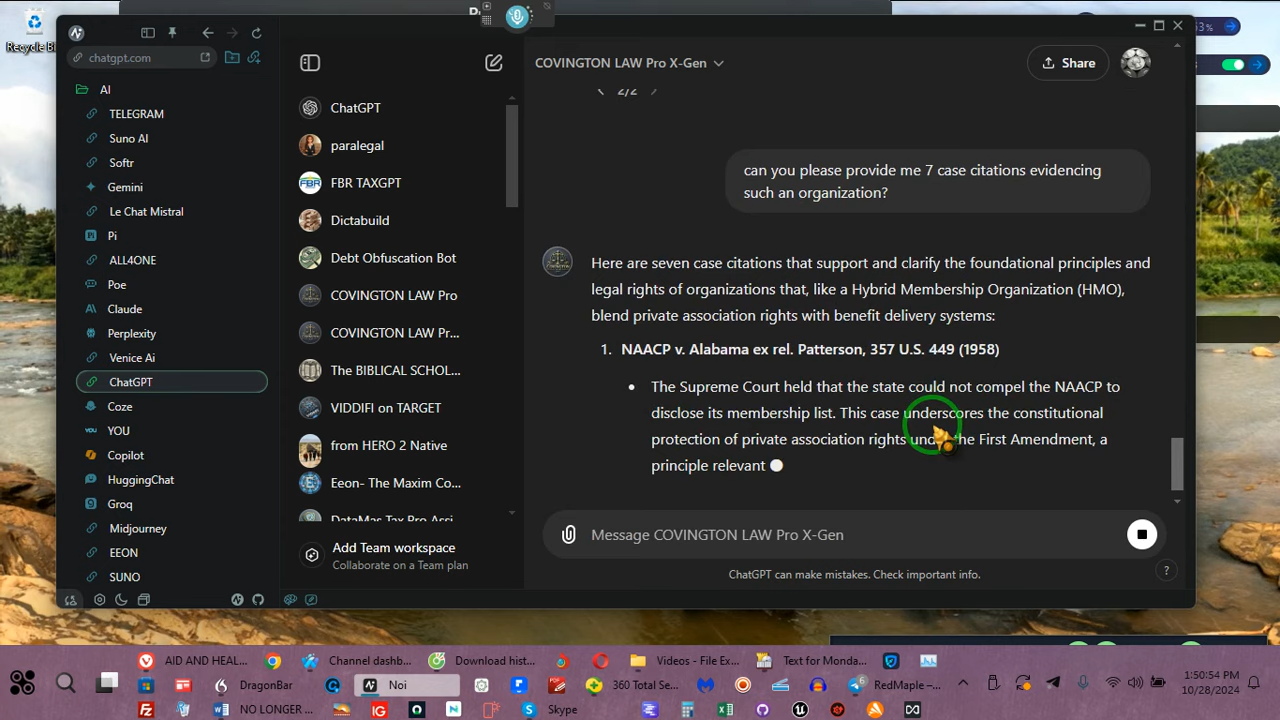 Recycle Bi
chatgpt.com
AI
TELEGRAM
Suno AI
Softr
Gemini
Le Chat Mistral
Pi
ALL4ONE
Poe
Claude
Perplexity
Venice Ai
ChatGPT
Coze
YOU
Copilot
HuggingChat
Groq
Midjourney
EEON
SUNO
ChatGPT
paralegal
FBR TAXGPT
Dictabuild
Debt Obfuscation Bot
COVINGTON LAW Pro
COVINGTON LAW Pr...
The BIBLICAL SCHOL...
VIDDIFI on TARGET
from HERO 2 Native
Eeon- The Maxim Co...
DataMas Tax Pro Assi
Add Team workspace
Collaborate on a Team plan
COVINGTON LAW Pro X-Gen
Share
2/2
can you please provide me 7 case citations evidencing
such an organization?
Here are seven case citations that support and clarify the foundational principles and
legal rights of organizations that, like a Hybrid Membership Organization (HMO),
blend private association rights with benefit delivery systems:
1. NAACP v. Alabama ex rel. Patterson, 357 U.S. 449 (1958)
• The Supreme Court held that the state could not compel the NAACP to
disclose its membership list. This case underscores the constitutional
protection of private association rights under the First Amendment, a
principle relevant
Message COVINGTON LAW Pro X-Gen
ChatGPT can make mistakes. Check important info.
?
AID AND HEAL...
Channel dashb...
Download hist...
Videos - File Ex...
Text for Monda...
DragonBar
Noi
360 Total Se...
RedMaple –...
NO LONGER ...
Skype
1:50:54 PM
10/28/2024